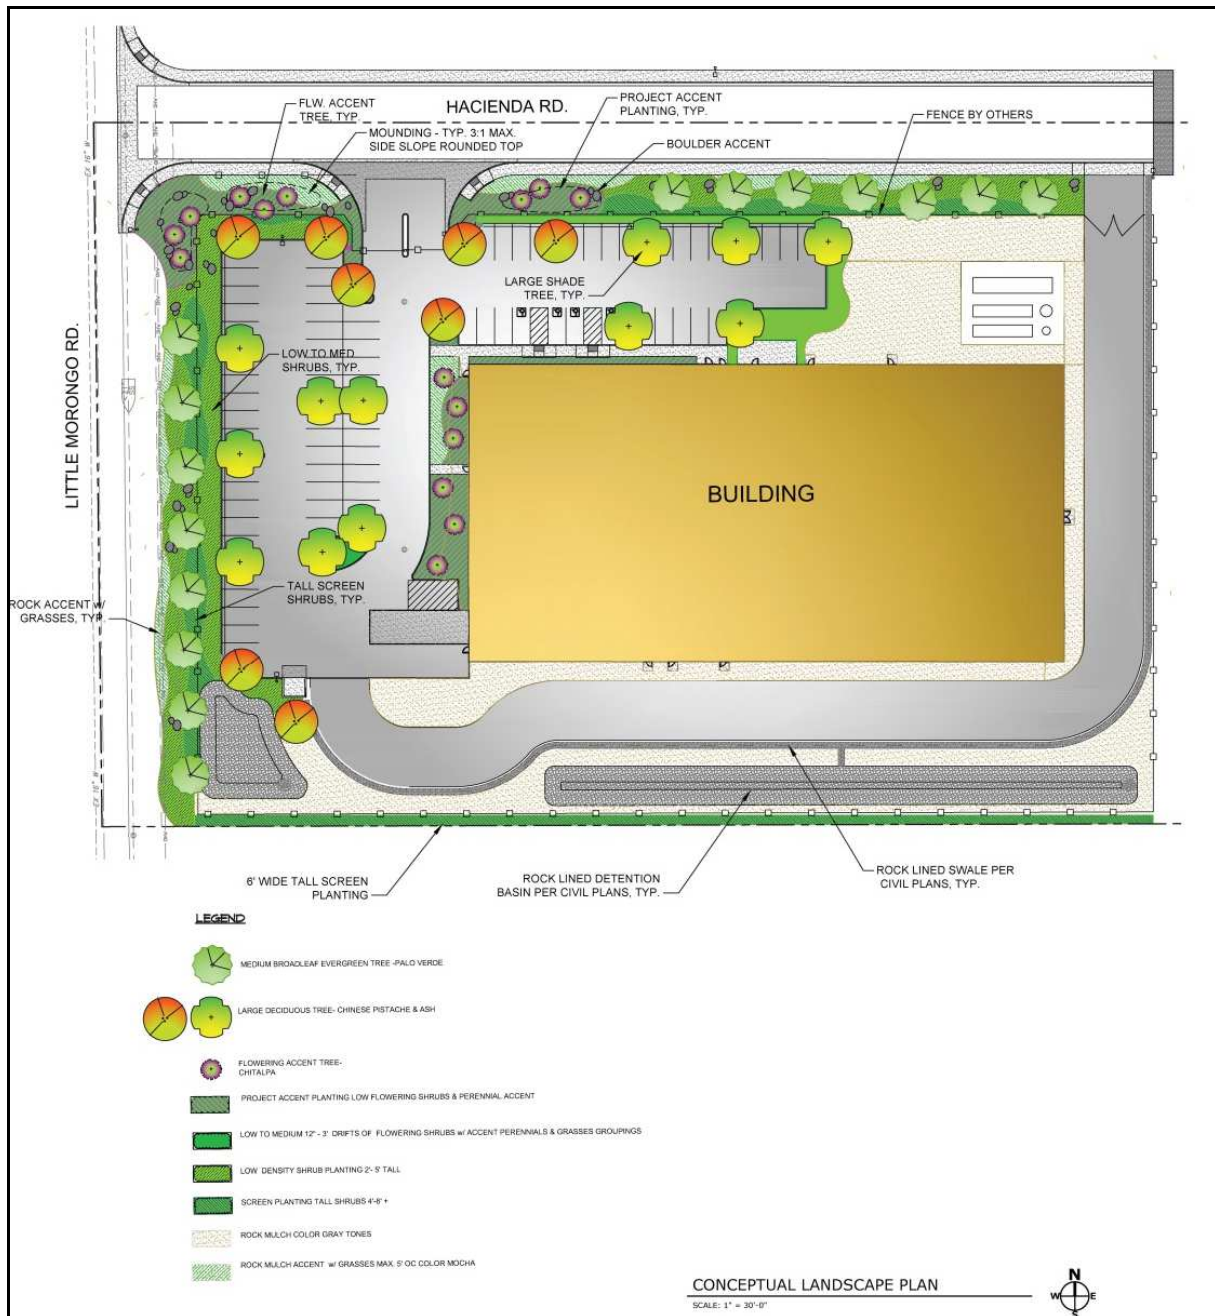 HACIENDA RD.
FLW. ACCENT
TREE, TYP.
MOUNDING - TYP. 3:1 MAX.
SIDE SLOPE ROUNDED TOP
PROJECT ACCENT
PLANTING, TYP.
BOULDER ACCENT
FENCE BY OTHERS
EX 16" W
LARGE SHADE
TREE, TYP.
LOW TO MED
SHRUBS, TYP.
LITTLE MORONGO RD.
BUILDING
TALL SCREEN
SHRUBS, TYP.
ROCK ACCENT w/
GRASSES, TYP.
EX 16" W
6' WIDE TALL SCREEN
PLANTING
ROCK LINED DETENTION
BASIN PER CIVIL PLANS, TYP.
ROCK LINED SWALE PER
CIVIL PLANS, TYP.
LEGEND
MEDIUM BROADLEAF EVERGREEN TREE -PALO VERDE
LARGE DECIDUOUS TREE- CHINESE PISTACHE & ASH
FLOWERING ACCENT TREE-
CHITALPA
PROJECT ACCENT PLANTING LOW FLOWERING SHRUBS & PERENNIAL ACCENT
LOW TO MEDIUM 12" - 3' DRIFTS OF FLOWERING SHRUBS w/ ACCENT PERENNIALS & GRASSES GROUPINGS
LOW DENSITY SHRUB PLANTING 2'- 5' TALL
SCREEN PLANTING TALL SHRUBS 4'-8' +
ROCK MULCH COLOR GRAY TONES
ROCK MULCH ACCENT w/ GRASSES MAX. 5' OC COLOR MOCHA
CONCEPTUAL LANDSCAPE PLAN
SCALE: 1" = 30'-0"
N
W
E
S